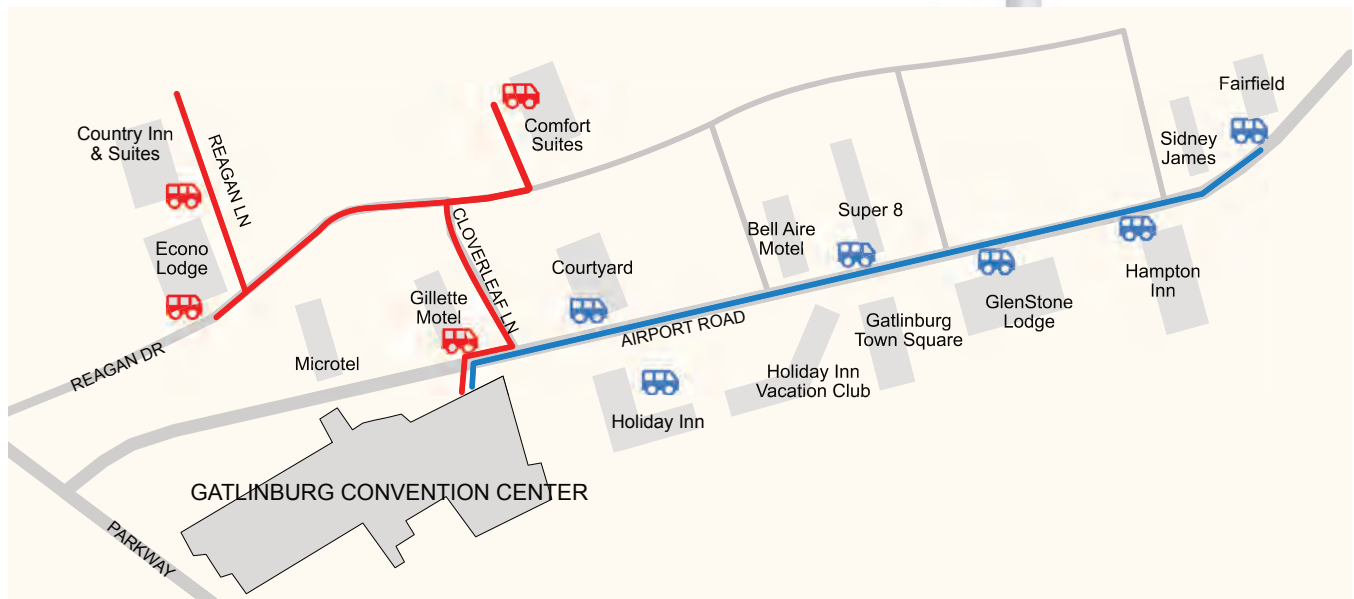 Fairfield
Country Inn
& Suites
REAGAN LN
Comfort
Suites
Sidney
James
Super 8
Bell Aire
Motel
CLOVERLEAF LN
Econo
Lodge
Courtyard
Hampton
Inn
Gillette
Motel
GlenStone
Lodge
AIRPORT ROAD
Gatlinburg
Town Square
REAGAN DR
Microtel
Holiday Inn
Vacation Club
Holiday Inn
GATLINBURG CONVENTION CENTER
PARKWAY